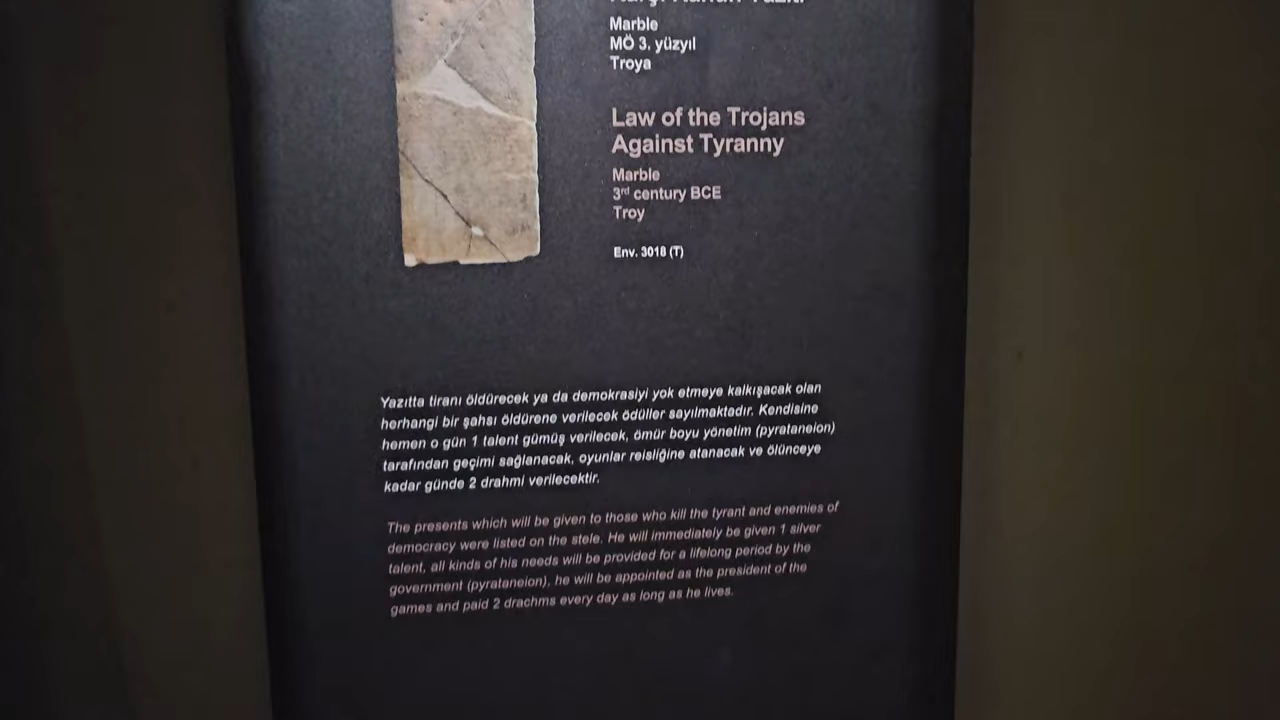 Marble
MÖ 3. yüzyıl
Troya
Law of the Trojans
Against Tyranny
Marble
3rd century BCE
Troy
Env. 3018 (T)
Yazıtta tiranı öldürecek ya da demokrasiyi yok etmeye kalkışacak olan
herhangi bir şahsı öldürene verilecek ödüller sayılmaktadır. Kendisine
hemen o gün 1 talent gümüş verilecek, ömür boyu yönetim (pyrataneion)
tarafından geçimi sağlanacak, oyunlar reisliğine atanacak ve ölünceye
kadar günde 2 drahmi verilecektir.
The presents which will be given to those who kill the tyrant and enemies of
democracy were listed on the stele. He will immediately be given 1 silver
talent, all kinds of his needs will be provided for a lifelong period by the
government (pyrataneion), he will be appointed as the president of the
games and paid 2 drachms every day as long as he lives.